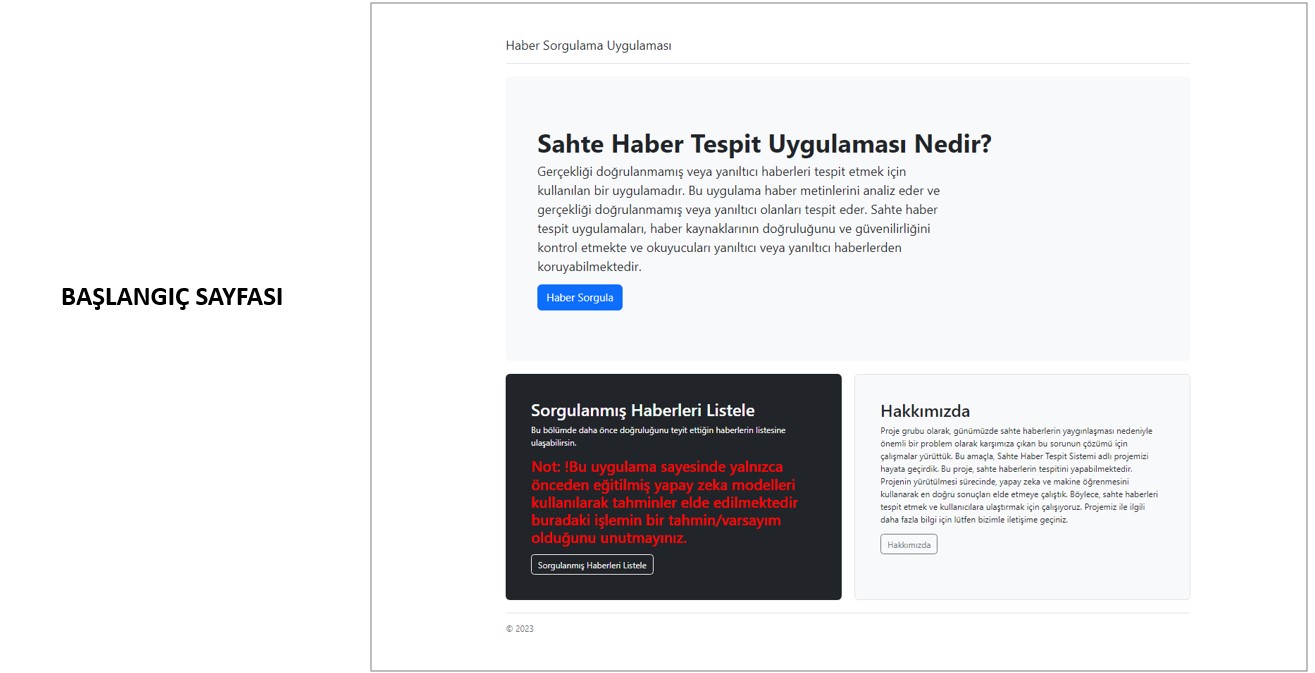 BAŞLANGIÇ SAYFASI
Haber Sorgulama Uygulaması
Sahte Haber Tespit Uygulaması Nedir?
Gerçekliği doğrulanmamış veya yanıltıcı haberleri tespit etmek için
kullanılan bir uygulamadır. Bu uygulama haber metinlerini analiz eder ve
gerçekliği doğrulanmamış veya yanıltıcı olanları tespit eder. Sahte haber
tespit uygulamaları, haber kaynaklarının doğruluğunu ve güvenilirliğini
kontrol etmekte ve okuyucuları yanıltıcı veya yanıltıcı haberlerden
koruyabilmektedir.
Haber Sorgula
Sorgulanmış Haberleri Listele
Bu bölümde daha önce doğruluğunu teyit ettiğin haberlerin listesine
ulaşabilirsin.
Not: !Bu uygulama sayesinde yalnızca
önceden eğitilmiş yapay zeka modelleri
kullanılarak tahminler elde edilmektedir
buradaki işlemin bir tahmin/varsayım
olduğunu unutmayınız.
Sorgulanmış Haberleri Listele
Hakkımızda
Proje grubu olarak, günümüzde sahte haberlerin yaygınlaşması nedeniyle
önemli bir problem olarak karşımıza çıkan bu sorunun çözümü için
çalışmalar yürüttük. Bu amaçla, Sahte Haber Tespit Sistemi adlı projemizi
hayata geçirdik. Bu proje, sahte haberlerin tespitini yapabilmektedir.
Projenin yürütülmesi sürecinde, yapay zeka ve makine öğrenmesini
kullanarak en doğru sonuçları elde etmeye çalıştık. Böylece, sahte haberleri
tespit etmek ve kullanıcılara ulaştırmak için çalışıyoruz. Projemiz ile ilgili
daha fazla bilgi için lütfen bizimle iletişime geçiniz.
Hakkımızda
© 2023